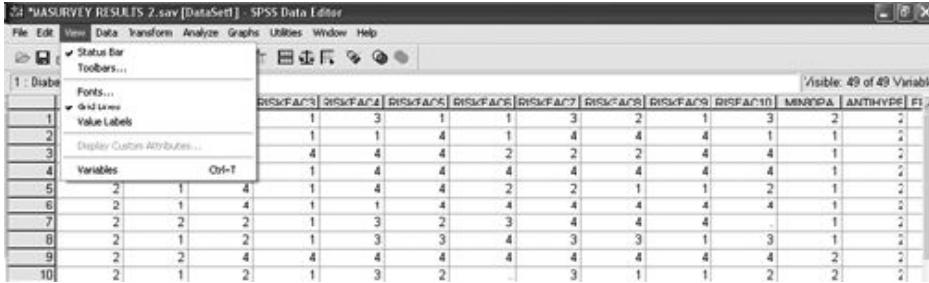 *MASURVEY RESULTS 2.sav [DataSet1] - SPSS Data Editor
File Edit View Data Transform Analyze Graphs Utilities Window Help
Status Bar
Toolbars...
1 : Diabe
Visible: 49 of 49 Variabl
Fonts...
Grid Lines
Value Labels
Display Custom Attributes...
Variables Ctrl-T
RISKFAC3 RISKFAC4 RISKFAC5 RISKFAC6 RISKFAC7 RISKFAC8 RISKFAC9 RISFAC10 ANTIHYPE
1 1 3 1 1 3 2 1 3 2 2
2 1 1 4 1 4 4 4 1 1 2
3 4 4 4 2 2 2 4 4 1 2
4 1 4 4 4 4 4 4 4 1 2
5 2 1 4 1 4 4 2 2 1 1 2 1 2
6 2 1 4 1 1 4 4 4 4 4 4 1 2
7 2 2 2 1 3 2 3 4 4 4 . 1 2
8 2 1 2 1 3 3 4 3 3 1 3 1 2
9 2 2 4 4 4 4 4 4 4 4 4 2 2
10 2 1 2 1 3 2 . 3 1 1 2 2 2